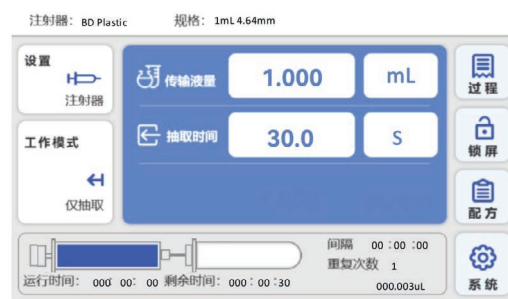 注射器： BD Plastic 规格： 1mL 4.64mm
设置
注射器
工作模式
仅抽取
传输液量 1.000 mL
抽取时间 30.0 S
过程
锁屏
配方
系统
间隔 00 :00 :00
重复次数 1
运行时间： 000 00: 00 剩余时间： 000 : 00 :30
000.003uL